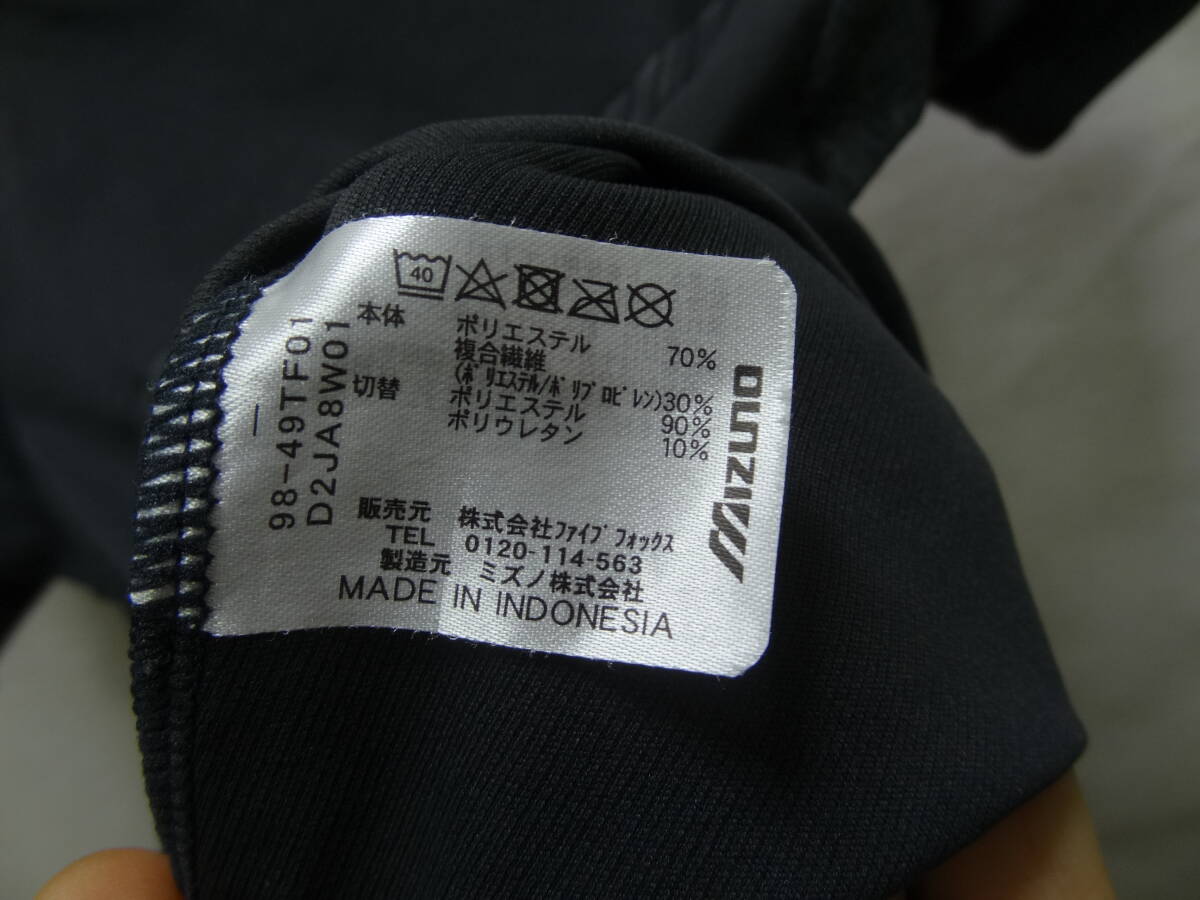 40
本体 ポリエステル 70%
複合繊維
(ポリエステル/ポリプロピレン)30%
切替 ポリエステル 90%
ポリウレタン 10%
98-49TF01
D2JA8W01
販売元 株式会社ファイブフォックス
TEL 0120-114-563
製造元 ミズノ株式会社
MADE IN INDONESIA
MIZUNO